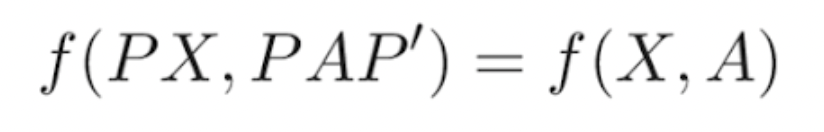 f(PX, PAP′) = f(X, A)